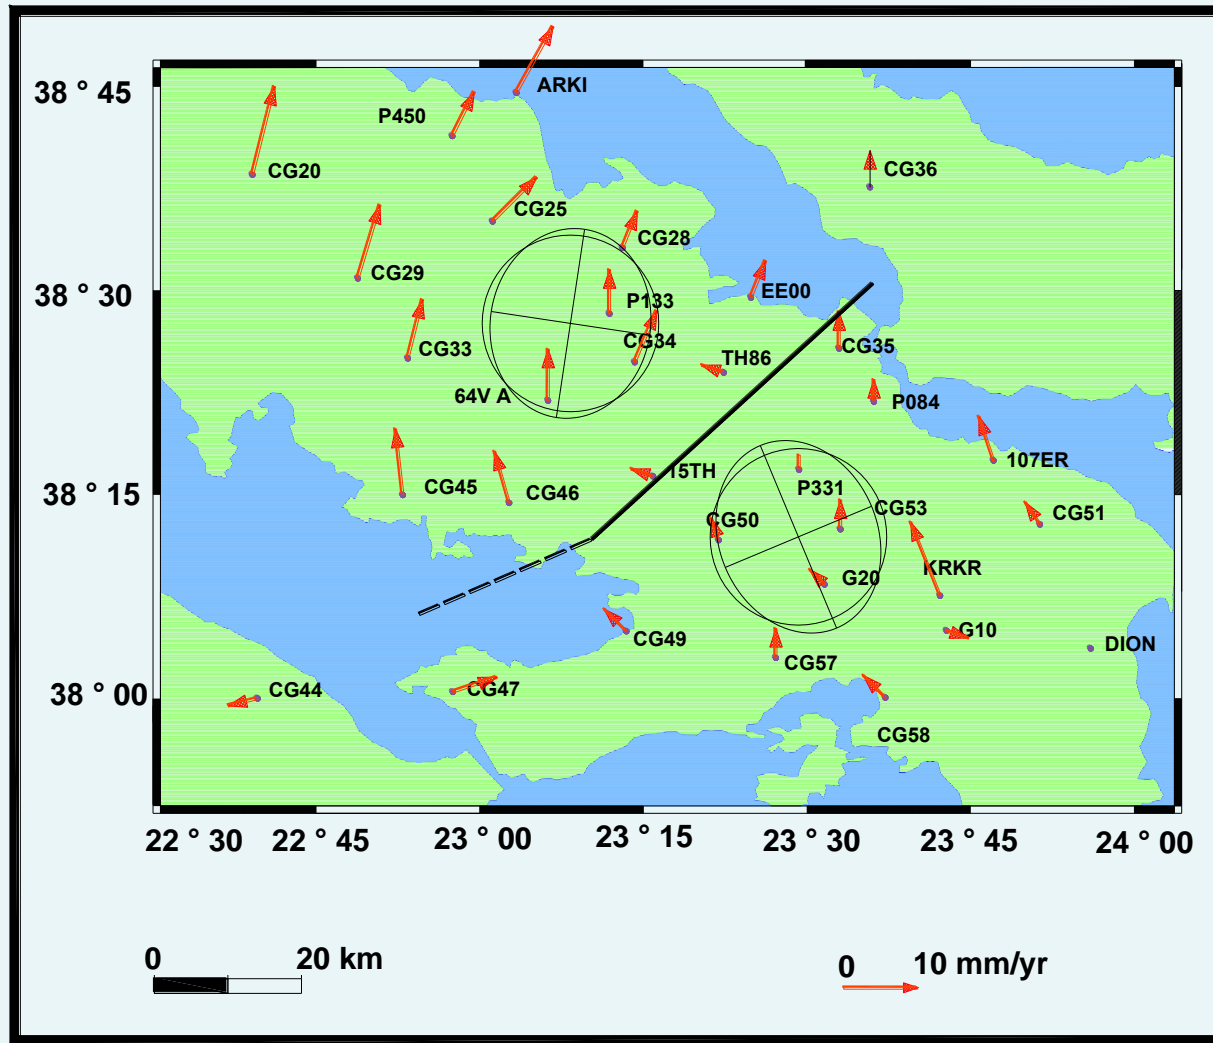 38 ° 45
ARKI
P450
CG20
CG36
CG25
CG28
CG29
EE00
38 ° 30
P133
CG34
CG35
CG33
TH86
64V A
P084
15TH
107ER
38 ° 15
CG45
CG46
P331
CG53
CG51
CG50
G20
KRKR
CG49
G10
DION
CG57
38 ° 00
CG44
CG47
CG58
22 ° 30 22 ° 45 23 ° 00 23 ° 15 23 ° 30 23 ° 45 24 ° 00
0 20 km
0 10 mm/yr